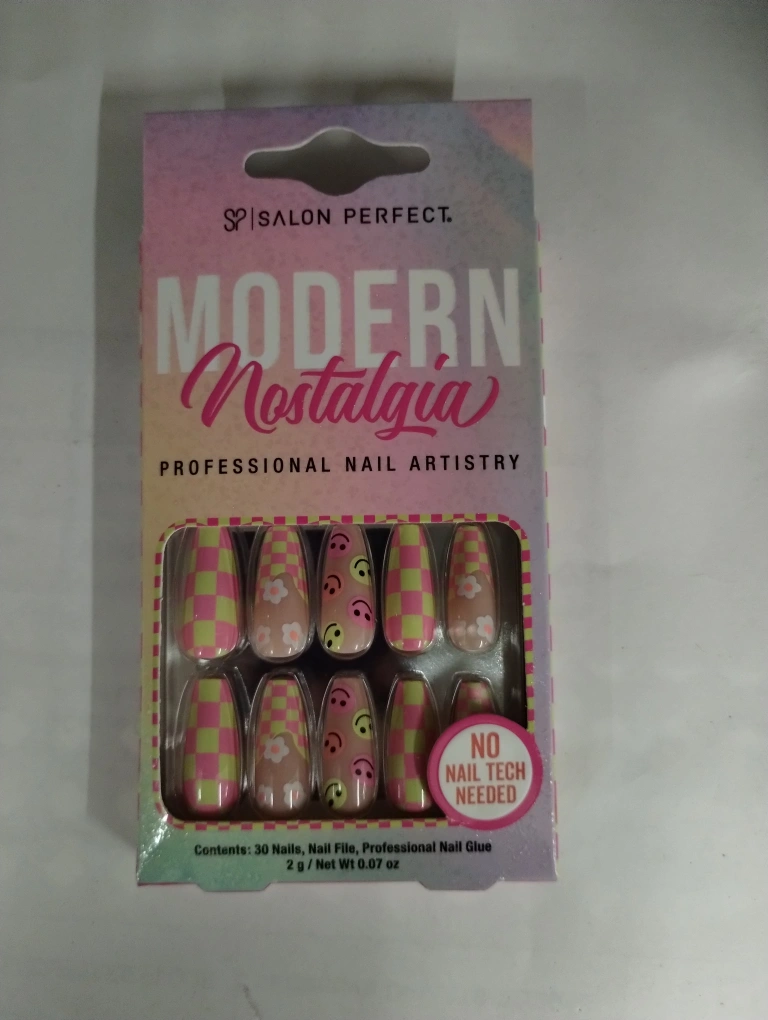 SP|SALON PERFECT®
MODERN
Nostalgia
PROFESSIONAL NAIL ARTISTRY
NO
NAIL TECH
NEEDED
Contents: 30 Nails, Nail File, Professional Nail Glue
2 g / Net Wt 0.07 oz